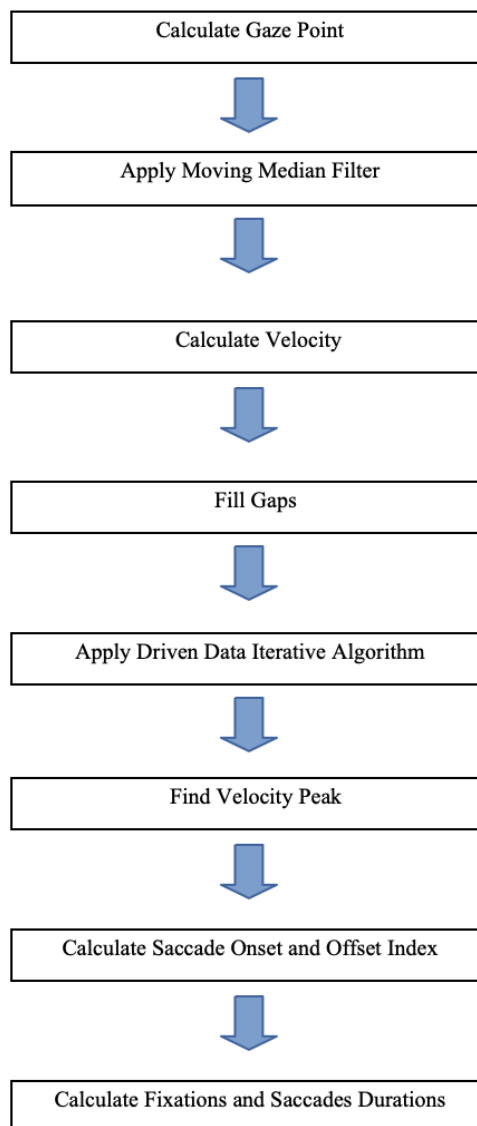 Calculate Gaze Point
Apply Moving Median Filter
Calculate Velocity
Fill Gaps
Apply Driven Data Iterative Algorithm
Find Velocity Peak
Calculate Saccade Onset and Offset Index
Calculate Fixations and Saccades Durations